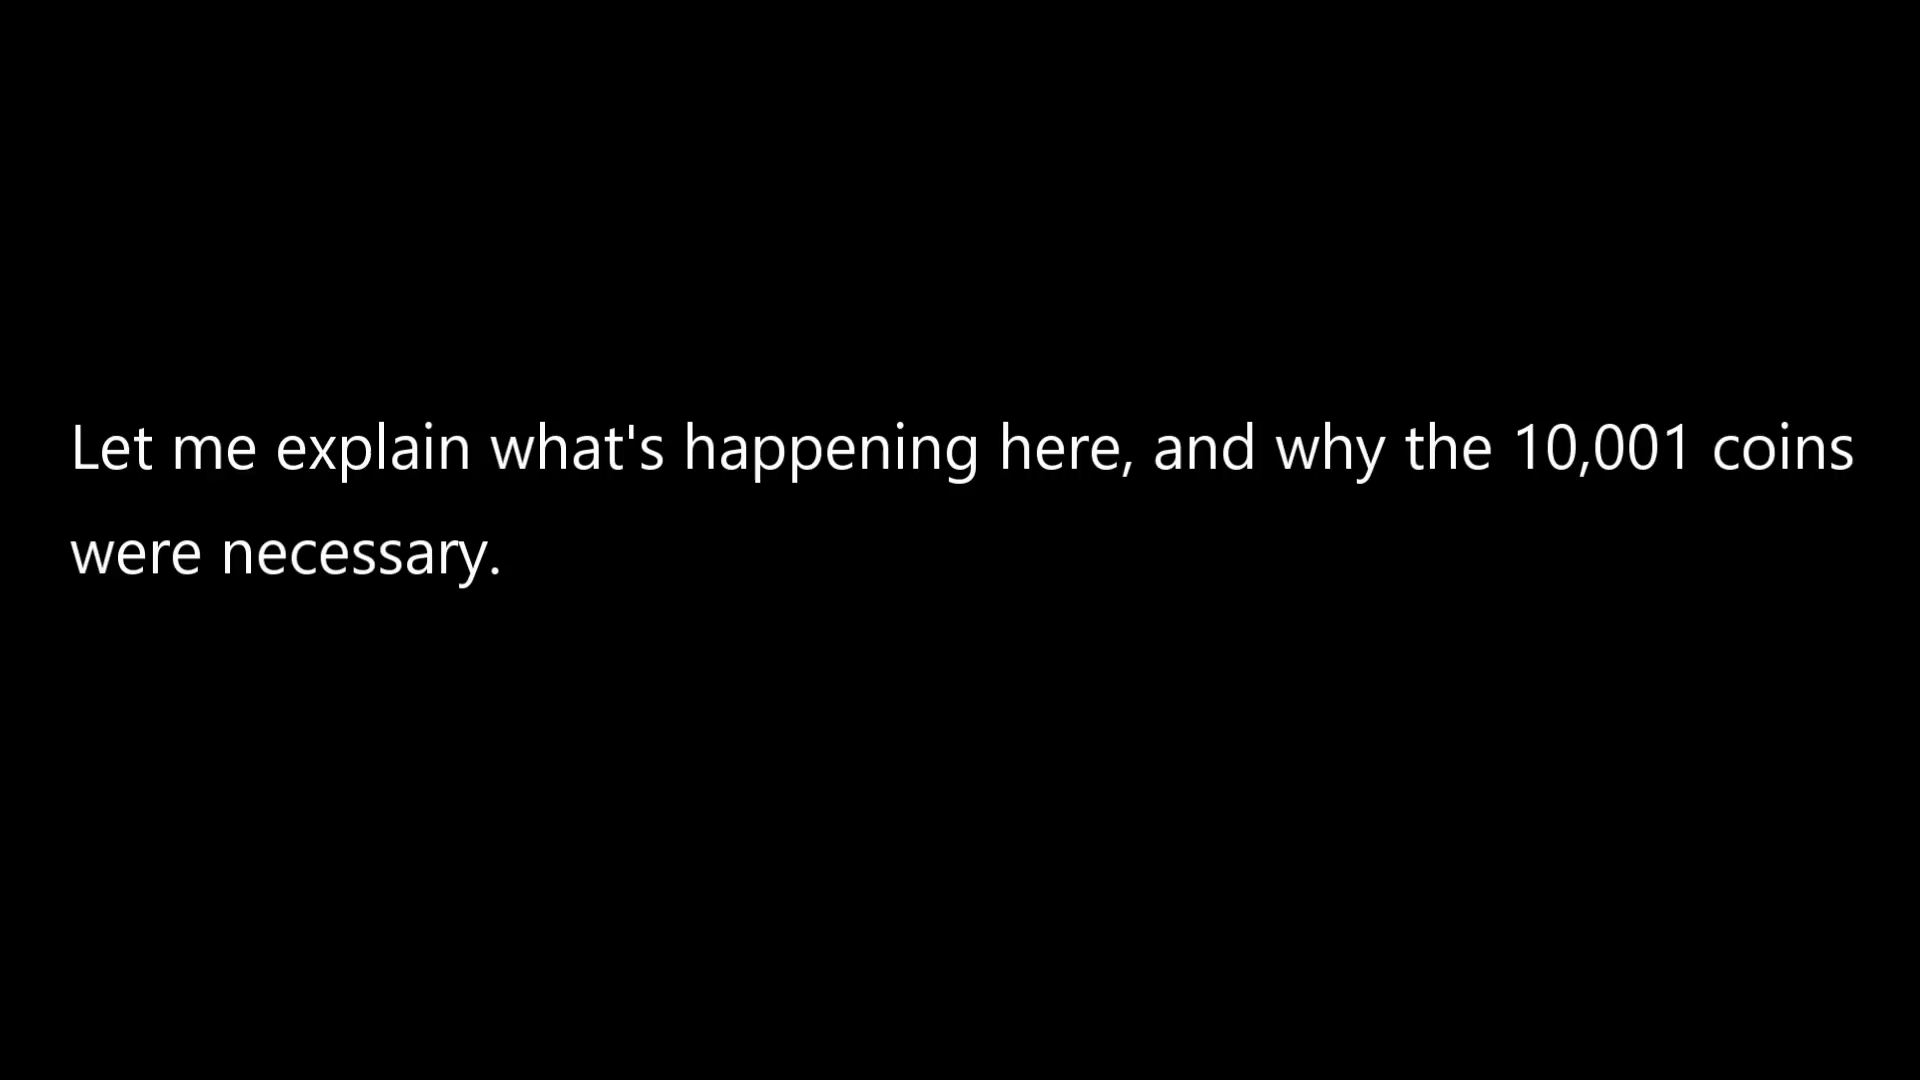 Let me explain what's happening here, and why the 10,001 coins
were necessary.